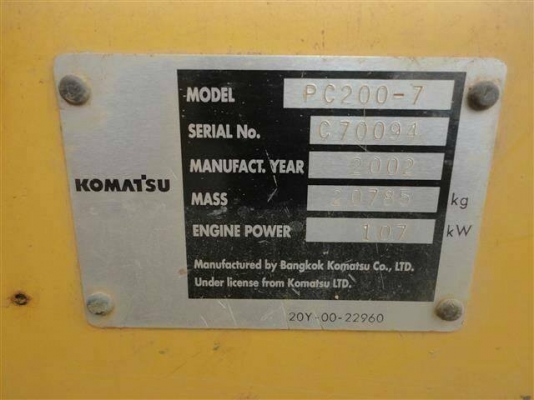 MODEL PC200-7
SERIAL No. C70094
MANUFACT. YEAR 2002
KOMATSU
MASS kg
ENGINE POWER 107 kW
Manufactured by Bangkok Komatsu Co., LTD.
Under license from Komatsu LTD.
20Y-00-22960